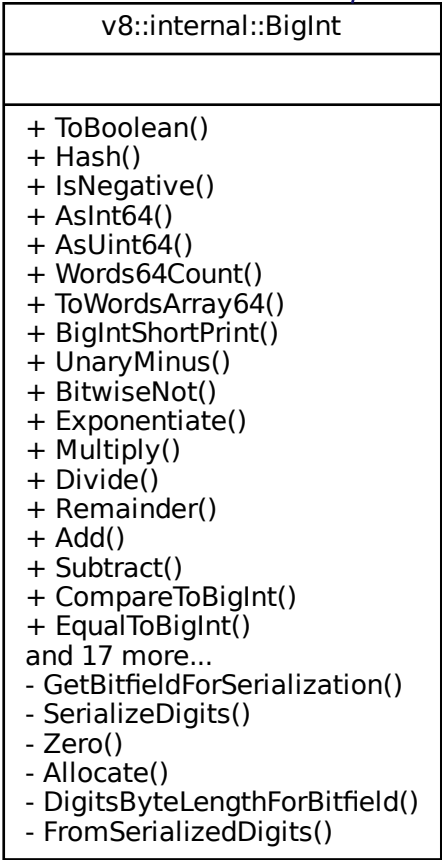 v8::internal::BigInt
+ ToBoolean()
+ Hash()
+ IsNegative()
+ AsInt64()
+ AsUint64()
+ Words64Count()
+ ToWordsArray64()
+ BigIntShortPrint()
+ UnaryMinus()
+ BitwiseNot()
+ Exponentiate()
+ Multiply()
+ Divide()
+ Remainder()
+ Add()
+ Subtract()
+ CompareToBigInt()
+ EqualToBigInt()
and 17 more...
- GetBitfieldForSerialization()
- SerializeDigits()
- Zero()
- Allocate()
- DigitsByteLengthForBitfield()
- FromSerializedDigits()